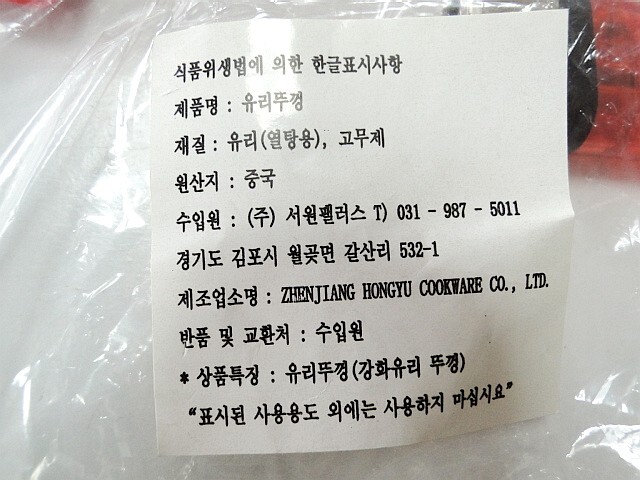 식품위생법에 의한 한글표시사항
제품명 : 유리뚜껑
재질 : 유리(열탕용), 고무제
원산지 : 중국
수입원 : (주) 서원펠러스 T) 031 - 987 - 5011
경기도 김포시 월곶면 갈산리 532-1
제조업소명 : ZHENJIANG HONGYU COOKWARE CO., LTD.
반품 및 교환처 : 수입원
* 상품특징 : 유리뚜껑(강화유리 뚜껑)
“표시된 사용용도 외에는 사용하지 마십시요”